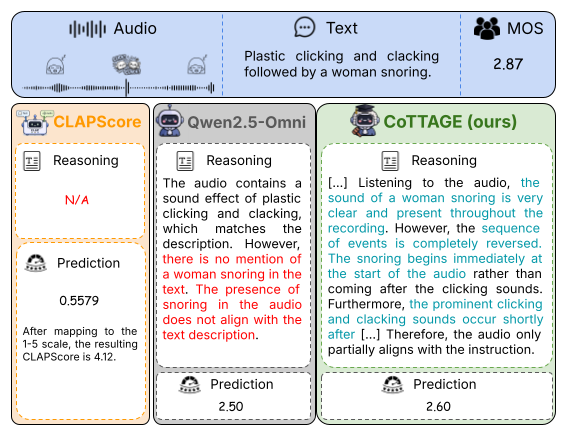 Audio
Text
MOS
Plastic clicking and clacking
followed by a woman snoring.
2.87
CLAPScore
Reasoning
N/A
Prediction
0.5579
After mapping to the
1-5 scale, the resulting
CLAPScore is 4.12.
Qwen2.5-Omni
Reasoning
The audio contains a
sound effect of plastic
clicking and clacking,
which matches the
description. However,
there is no mention of
a woman snoring in the
text. The presence of
snoring in the audio
does not align with the
text description.
Prediction
2.50
CoTTAGE (ours)
Reasoning
[...] Listening to the audio, the
sound of a woman snoring is very
clear and present throughout the
recording. However, the sequence
of events is completely reversed.
The snoring begins immediately at
the start of the audio rather than
coming after the clicking sounds.
Furthermore, the prominent clicking
and clacking sounds occur shortly
after [...] Therefore, the audio only
partially aligns with the instruction.
Prediction
2.60